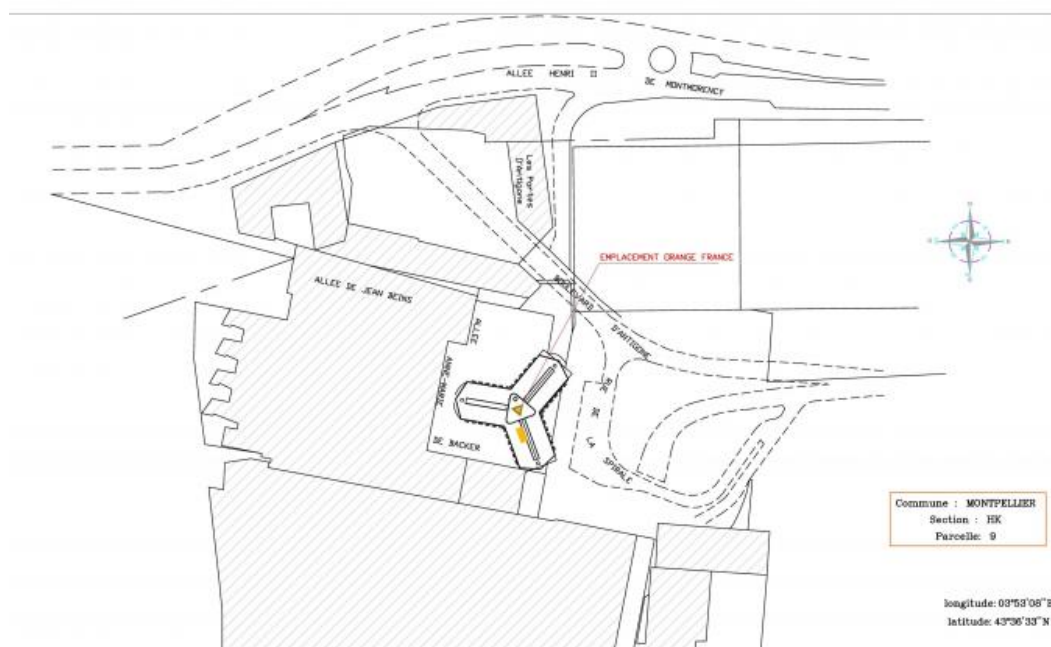 ALLEE HENRI II
DE MONTMORENCY
Les Portes
D'Antigone
EMPLACEMENT ORANGE FRANCE
BOULEVARD
D'ANTIGONE
ALLEE DE JEAN BEINS
ALLEE
ANNE-MARIE
DE BACKER
RUE DE LA SPIRALE
Commune : MONTPELLIER
Section : HK
Parcelle: 9
longitude: 03°53'08"E
latitude: 43°36'33"N